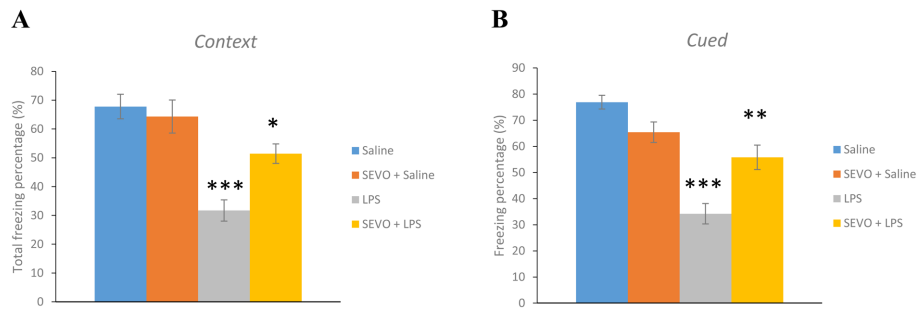 A
Context
Total freezing percentage (%)
80
70
60
50
40
30
20
10
0
***
*
Saline
SEVO + Saline
LPS
SEVO + LPS
B
Cued
Freezing percentage (%)
90
80
70
60
50
40
30
20
10
0
***
**
Saline
SEVO + Saline
LPS
SEVO + LPS